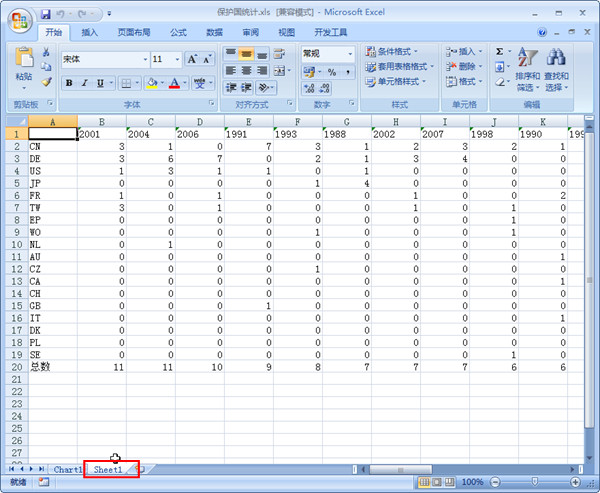 保护国统计.xls [兼容模式] - Microsoft Excel
开始 插入 页面布局 公式 数据 审阅 视图 开发工具
宋体 11 常规 条件格式 插入
粘贴 B I U 套用表格格式 删除 排序和筛选 查找和选择
单元格样式 格式
剪贴板 字体 对齐方式 数字 样式 单元格 编辑
A B C D E F G H I J K
1 2001 2004 2006 1991 1993 1988 2002 2007 1998 1990 199
2 CN 3 1 0 7 3 1 2 3 2 1
3 DE 3 6 7 0 2 1 3 4 0 0
4 US 1 3 1 1 0 1 0 0 0 0
5 JP 0 0 0 0 1 4 0 0 0 0
6 FR 1 0 1 0 0 0 1 0 0 2
7 TW 3 0 1 0 0 0 1 0 1 0
8 EP 0 0 0 0 0 0 0 0 1 0
9 WO 0 0 0 0 1 0 0 0 1 0
10 NL 0 1 0 0 0 0 0 0 0 0
11 AU 0 0 0 0 0 0 0 0 0 1
12 CZ 0 0 0 0 1 0 0 0 0 0
13 CA 0 0 0 0 0 0 0 0 0 1
14 CH 0 0 0 0 0 0 0 0 0 0
15 GB 0 0 0 1 0 0 0 0 0 0
16 IT 0 0 0 0 0 0 0 0 0 1
17 DK 0 0 0 0 0 0 0 0 0 0
18 PL 0 0 0 0 0 0 0 0 0 0
19 SE 0 0 0 0 0 0 0 0 1 0
20 总数 11 11 10 9 8 7 7 7 6 6
21
22
23
24
25
26
27
Chart1 Sheet1
就绪 100%